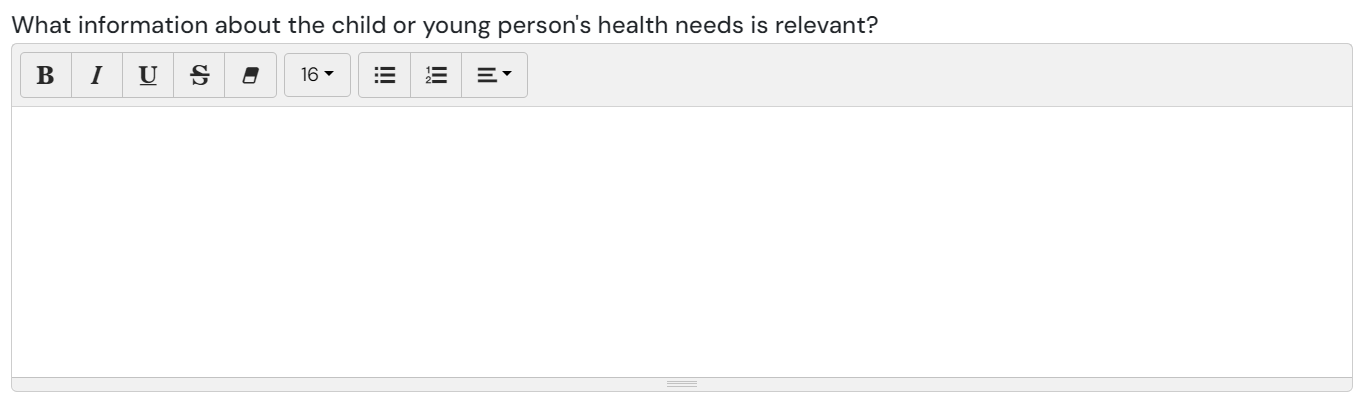 What information about the child or young person's health needs is relevant?
B I U S 16